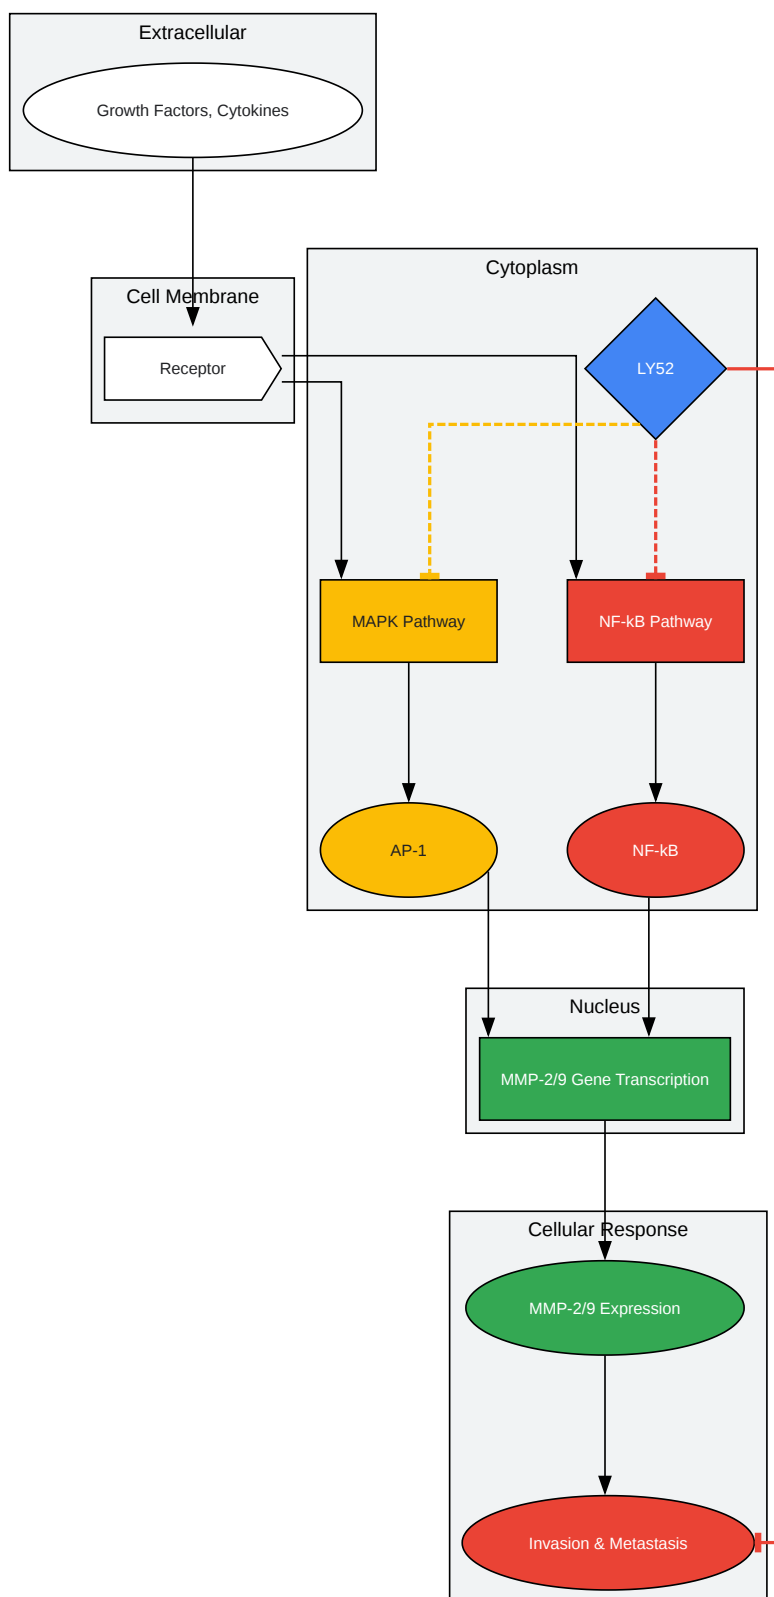 Extracellular
Growth Factors, Cytokines
Cell Membrane
Receptor
Cytoplasm
LY52
MAPK Pathway
NF-kB Pathway
AP-1
NF-kB
Nucleus
MMP-2/9 Gene Transcription
Cellular Response
MMP-2/9 Expression
Invasion & Metastasis